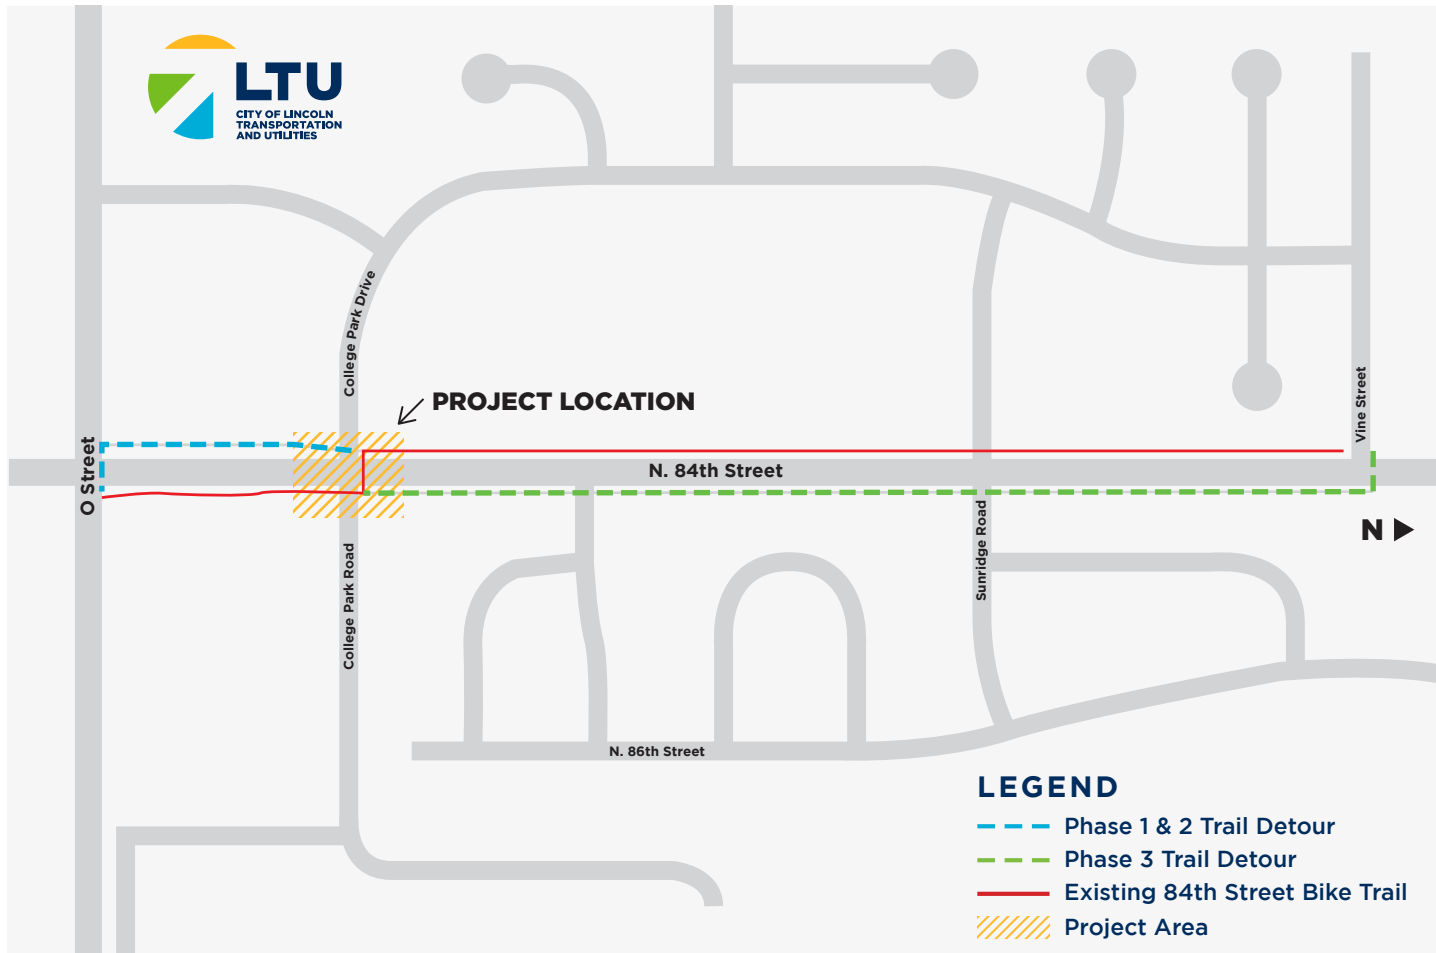 LTU
CITY OF LINCOLN
TRANSPORTATION
AND UTILITIES
College Park Drive
PROJECT LOCATION
Vine Street
O Street
N. 84th Street
N
Sunridge Road
College Park Road
N. 86th Street
LEGEND
Phase 1 & 2 Trail Detour
Phase 3 Trail Detour
Existing 84th Street Bike Trail
Project Area